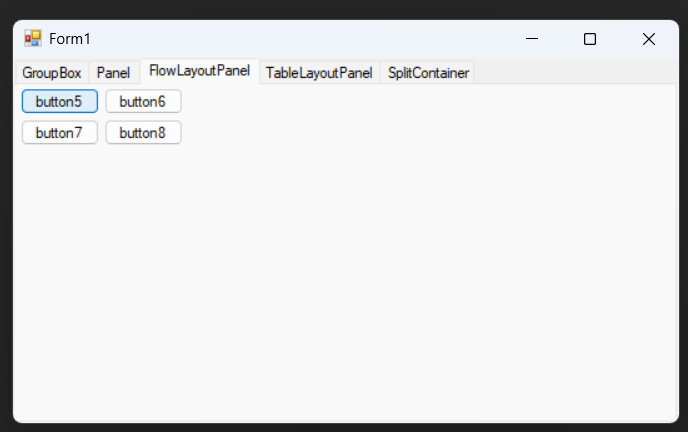 Form1
GroupBox Panel FlowLayoutPanel TableLayoutPanel SplitContainer
button5 button6
button7 button8